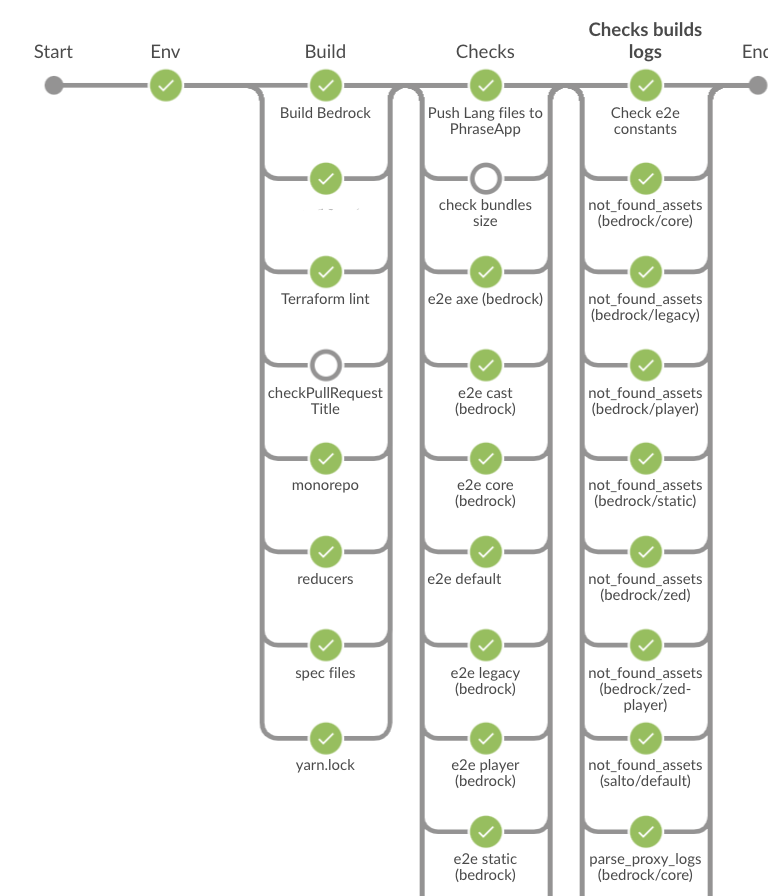 Start
Env
Build
Checks
Checks builds
logs
Build Bedrock
Terraform lint
checkPullRequest
Title
monorepo
reducers
spec files
yarn.lock
Push Lang files to
PhraseApp
check bundles
size
e2e axe (bedrock)
e2e cast
(bedrock)
e2e core
(bedrock)
e2e default
e2e legacy
(bedrock)
e2e player
(bedrock)
e2e static
(bedrock)
Check e2e
constants
not_found_assets
(bedrock/core)
not_found_assets
(bedrock/legacy)
not_found_assets
(bedrock/player)
not_found_assets
(bedrock/static)
not_found_assets
(bedrock/zed)
not_found_assets
(bedrock/zed-
player)
not_found_assets
(salto/default)
parse_proxy_logs
(bedrock/core)